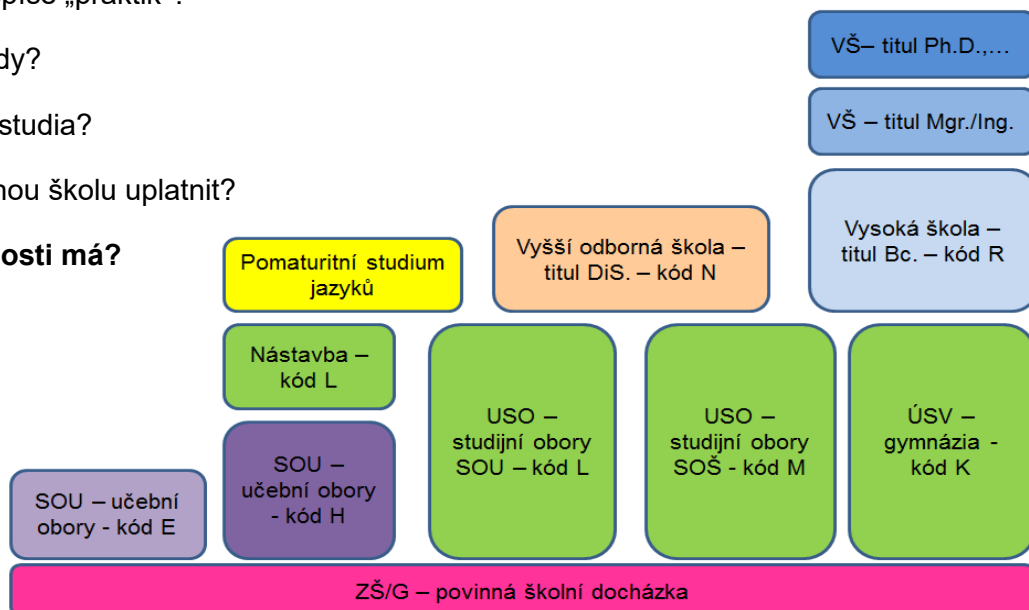 píše „praktik“?
dy?
studia?
nou školu uplatnit?
osti má?
VŠ– titul Ph.D.,...
VŠ – titul Mgr./Ing.
Vysoká škola –
titul Bc. – kód R
Vyšší odborná škola –
titul DiS. – kód N
Pomaturitní studium
jazyků
Nástavba –
kód L
USO –
studijní obory
SOU – kód L
USO –
studijní obory
SOŠ - kód M
ÚSV –
gymnázia -
kód K
SOU –
učební obory
- kód H
SOU – učební
obory - kód E
ZŠ/G – povinná školní docházka